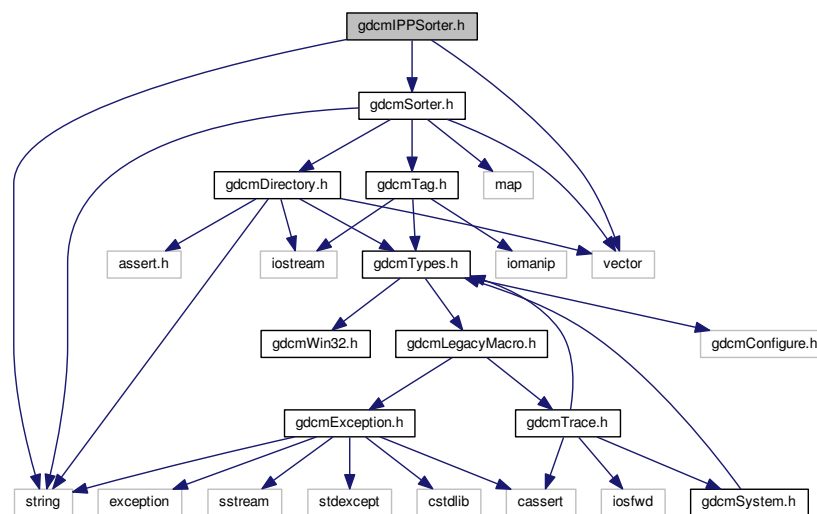 gdcmIPPSorter.h
gdcmSorter.h
gdcmDirectory.h
gdcmTag.h
map
assert.h
iostream
gdcmTypes.h
iomanip
vector
gdcmWin32.h
gdcmLegacyMacro.h
gdcmConfigure.h
gdcmException.h
gdcmTrace.h
string
exception
sstream
stdexcept
cstdlib
cassert
iosfwd
gdcmSystem.h